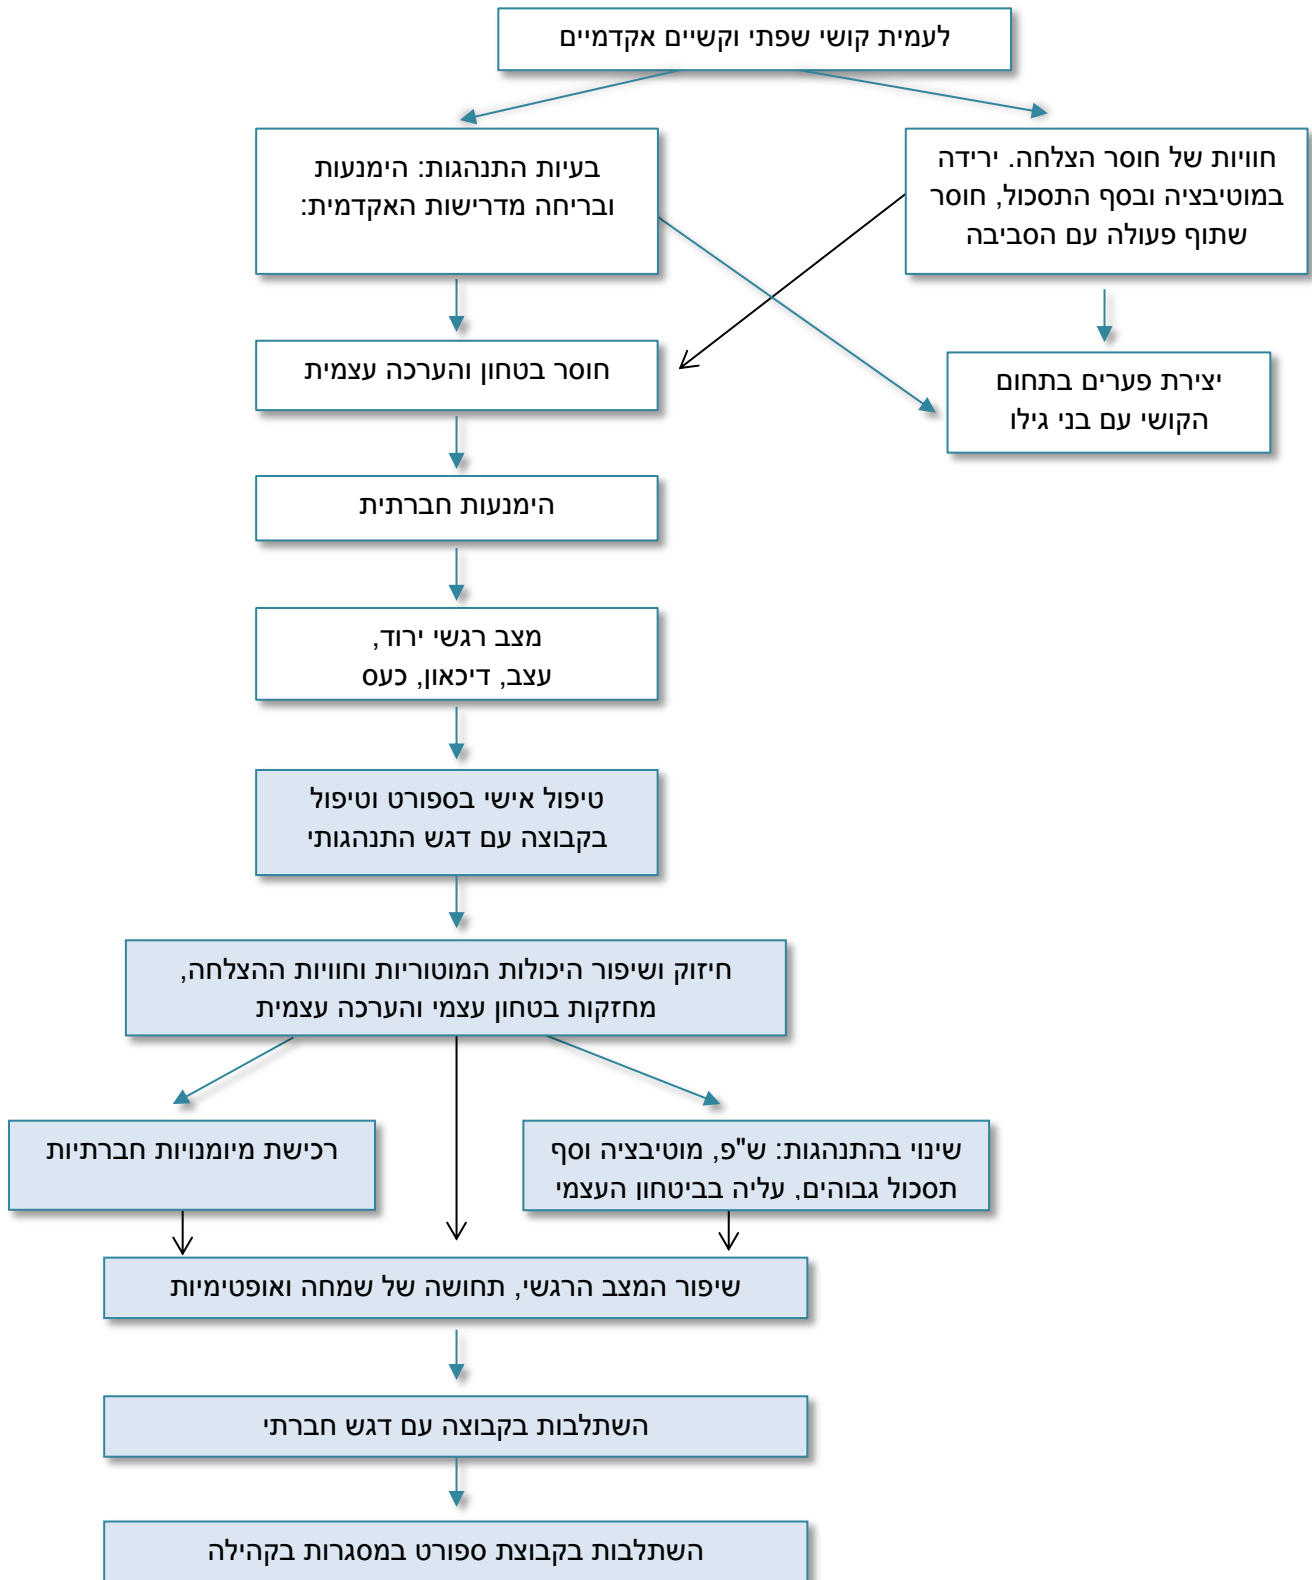 לעמית קושי שפתי וקשיים אקדמיים
חוויות של חוסר הצלחה. ירידה
במוטיבציה ובסף התסכול, חוסר
שתוף פעולה עם הסביבה
בעיות התנהגות: הימנעות
ובריחה מדרישות האקדמית:
יצירת פערים בתחום
הקושי עם בני גילו
חוסר בטחון והערכה עצמית
הימנעות חברתית
מצב רגשי ירוד,
עצב, דיכאון, כעס
טיפול אישי בספורט וטיפול
בקבוצה עם דגש התנהגותי
חיזוק ושיפור היכולות המוטוריות וחוויות ההצלחה,
מחזקות בטחון עצמי והערכה עצמית
שינוי בהתנהגות: ש"פ, מוטיבציה וסף
תסכול גבוהים, עליה בביטחון העצמי
רכישת מיומנויות חברתיות
שיפור המצב הרגשי, תחושה של שמחה ואופטימיות
השתלבות בקבוצה עם דגש חברתי
השתלבות בקבוצת ספורט במסגרות בקהילה